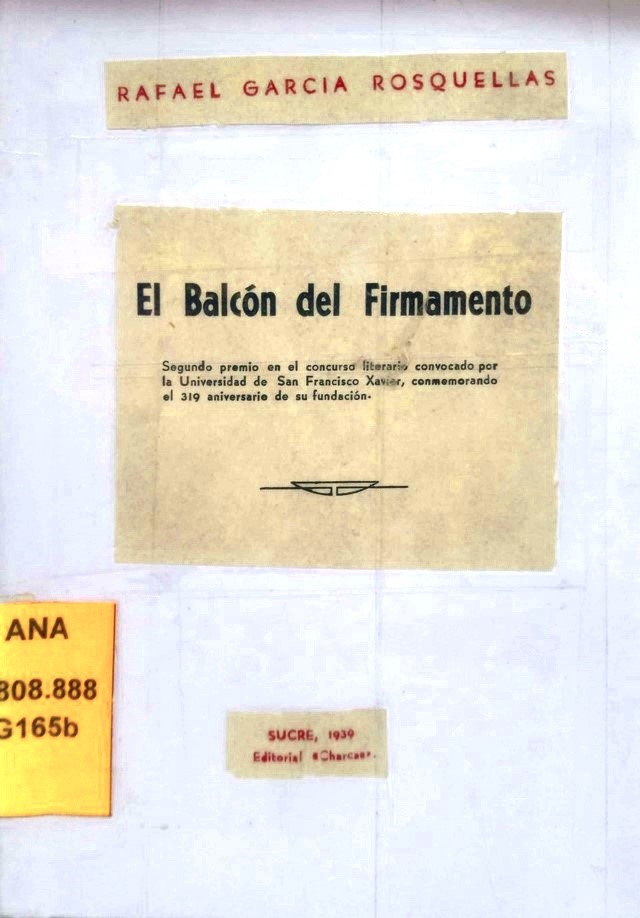 RAFAEL GARCIA ROSQUELLAS
El Balcón del Firmamento
Segundo premio en el concurso literario convocado por
la Universidad de San Francisco Xavier, conmemorando
el 319 aniversario de su fundación.
ANA
808.888
G165b
SUCRE, 1939
Editorial «Charcas».